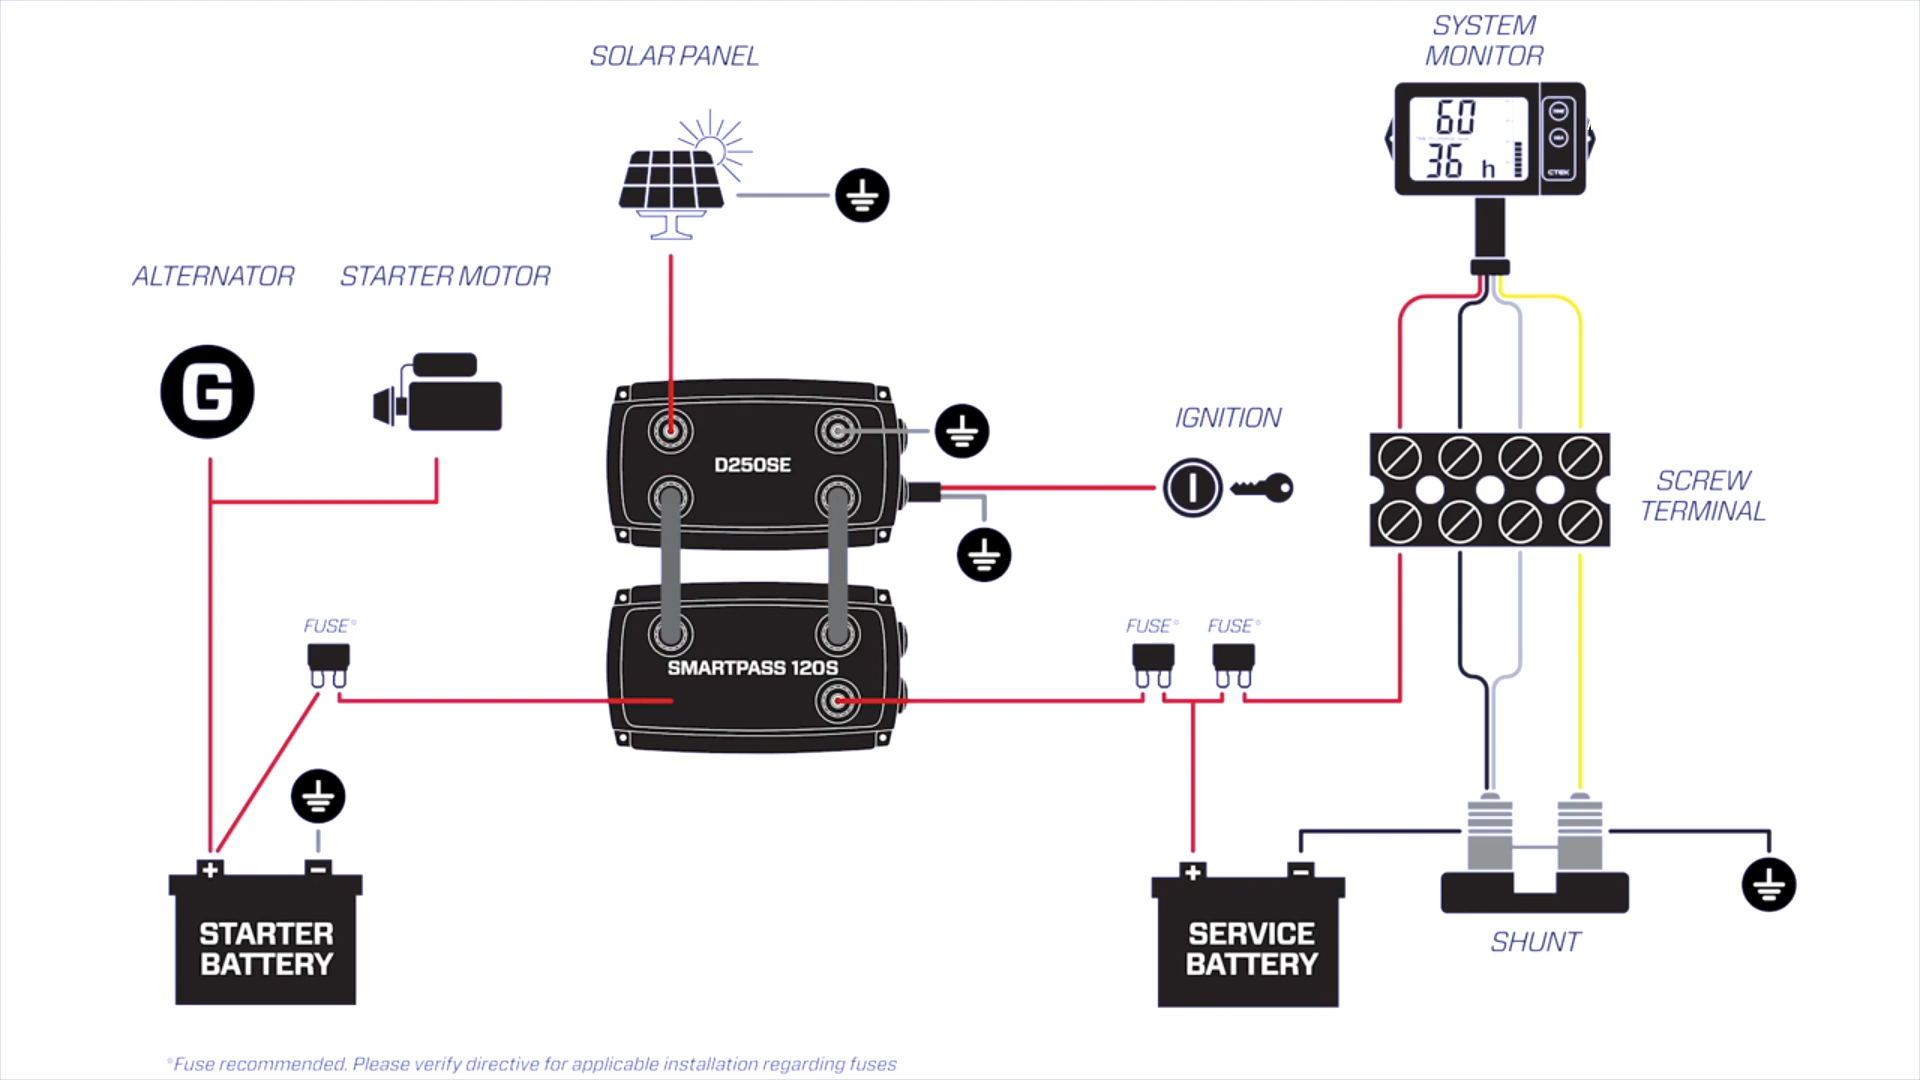 SYSTEM
MONITOR
SOLAR PANEL
60
36 h
CTEK
ALTERNATOR
STARTER MOTOR
G
D250SE
IGNITION
SCREW
TERMINAL
FUSE*
SMARTPASS 120S
FUSE*
FUSE*
+ −
STARTER
BATTERY
+ −
SERVICE
BATTERY
SHUNT
*Fuse recommended. Please verify directive for applicable installation regarding fuses